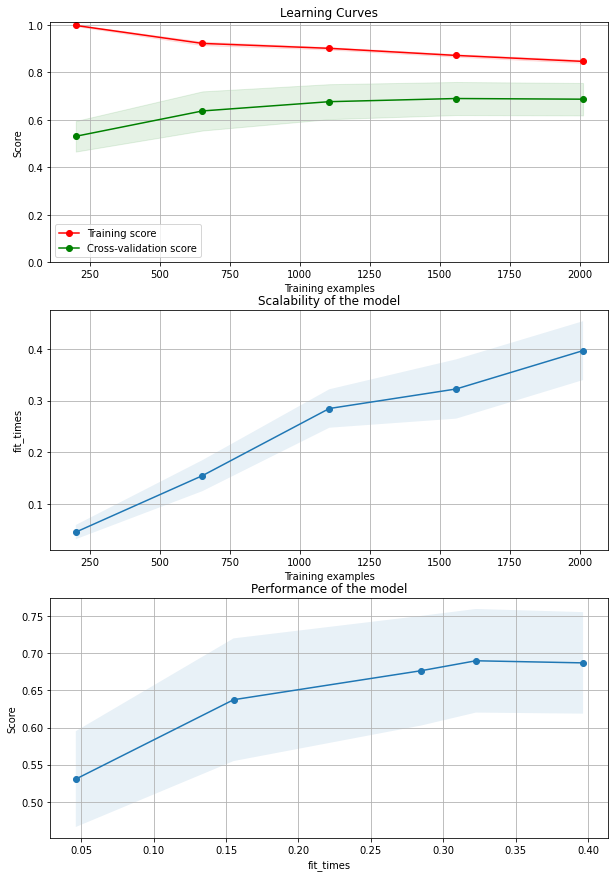 Learning Curves
1.0
0.8
0.6
0.4
0.2
0.0
Score
Training score
Cross-validation score
250 500 750 1000 1250 1500 1750 2000
Training examples
Scalability of the model
0.4
0.3
0.2
0.1
fit_times
250 500 750 1000 1250 1500 1750 2000
Training examples
Performance of the model
0.75
0.70
0.65
0.60
0.55
0.50
Score
0.05 0.10 0.15 0.20 0.25 0.30 0.35 0.40
fit_times